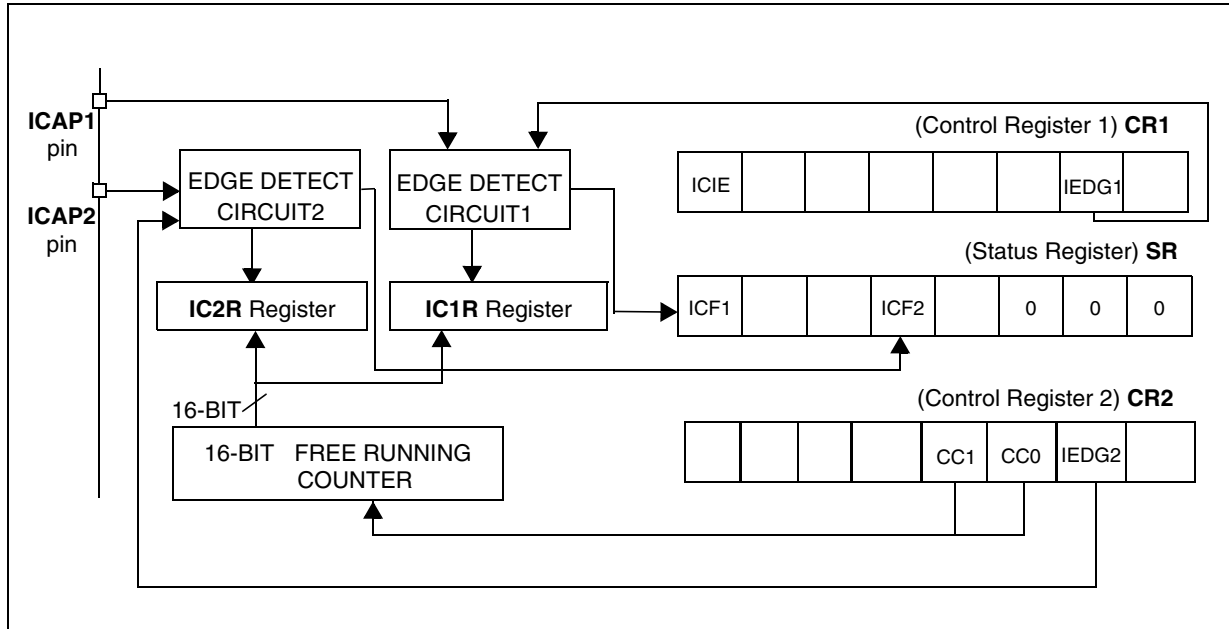 ICAP1
pin
ICAP2
pin
EDGE DETECT
CIRCUIT2
EDGE DETECT
CIRCUIT1
IC2R Register
IC1R Register
16-BIT
16-BIT FREE RUNNING
COUNTER
(Control Register 1) CR1
ICIE IEDG1
(Status Register) SR
ICF1 ICF2 0 0 0
(Control Register 2) CR2
CC1 CC0 IEDG2